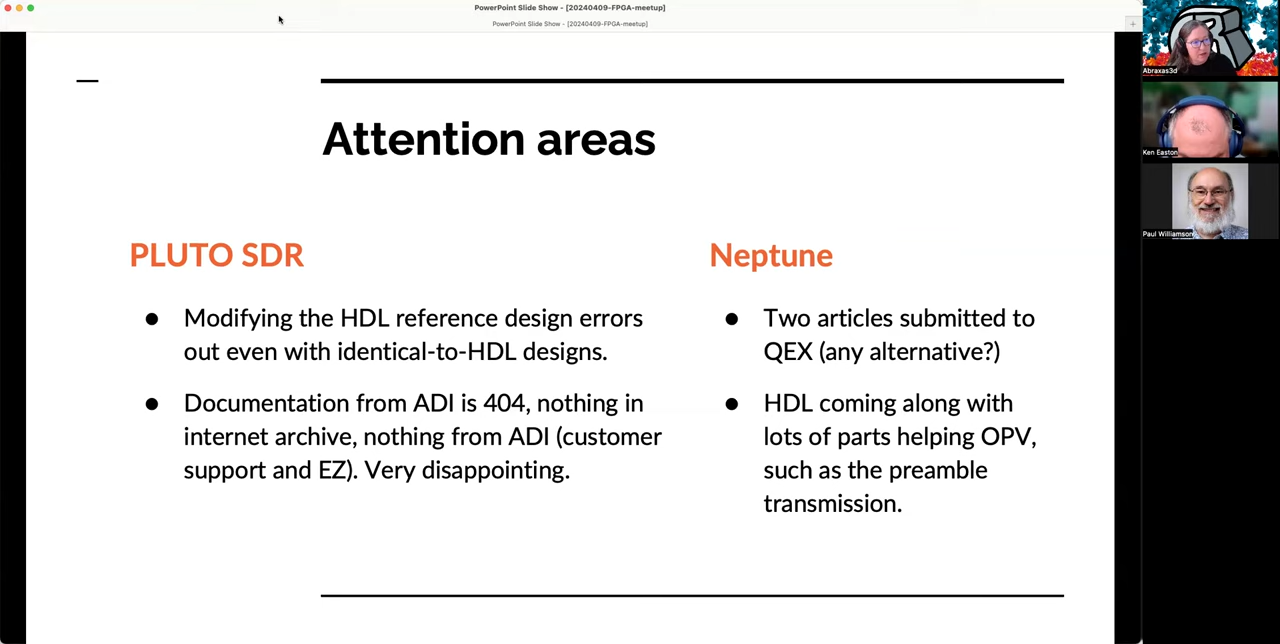 PowerPoint Slide Show - [20240409-FPGA-meetup]
PowerPoint Slide Show - [20240409-FPGA-meetup]
Attention areas
PLUTO SDR
● Modifying the HDL reference design errors
out even with identical-to-HDL designs.
● Documentation from ADI is 404, nothing in
internet archive, nothing from ADI (customer
support and EZ). Very disappointing.
Neptune
● Two articles submitted to
QEX (any alternative?)
● HDL coming along with
lots of parts helping OPV,
such as the preamble
transmission.
Abraxas3d
Ken Easton
Paul Williamson